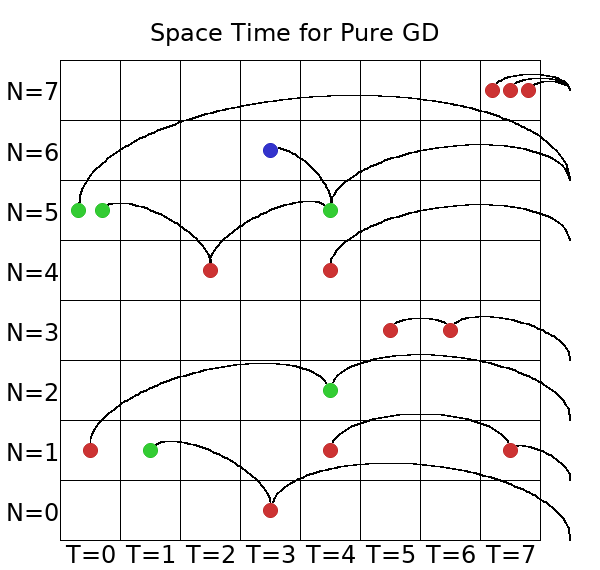 Space Time for Pure GD
N=7
N=6
N=5
N=4
N=3
N=2
N=1
N=0
T=0 T=1 T=2 T=3 T=4 T=5 T=6 T=7